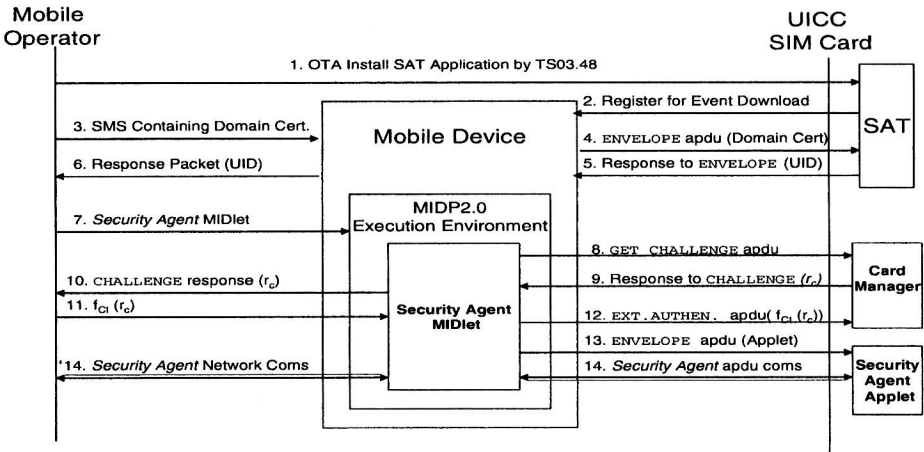 Mobile
Operator
UICC
SIM Card
1. OTA Install SAT Application by TS03.48
2. Register for Event Download
SAT
3. SMS Containing Domain Cert.
Mobile Device
4. ENVELOPE apdu (Domain Cert)
6. Response Packet (UID)
5. Response to ENVELOPE (UID)
7. Security Agent MIDlet
MIDP2.0
Execution Environment
8. GET CHALLENGE apdu
10. CHALLENGE response (rc)
9. Response to CHALLENGE (rc)
Card
Manager
11. fCI (rc)
Security Agent
MIDlet
12. EXT.AUTHEN. apdu( fCI (rc))
13. ENVELOPE apdu (Applet)
'14. Security Agent Network Coms
14. Security Agent apdu coms
Security
Agent
Applet